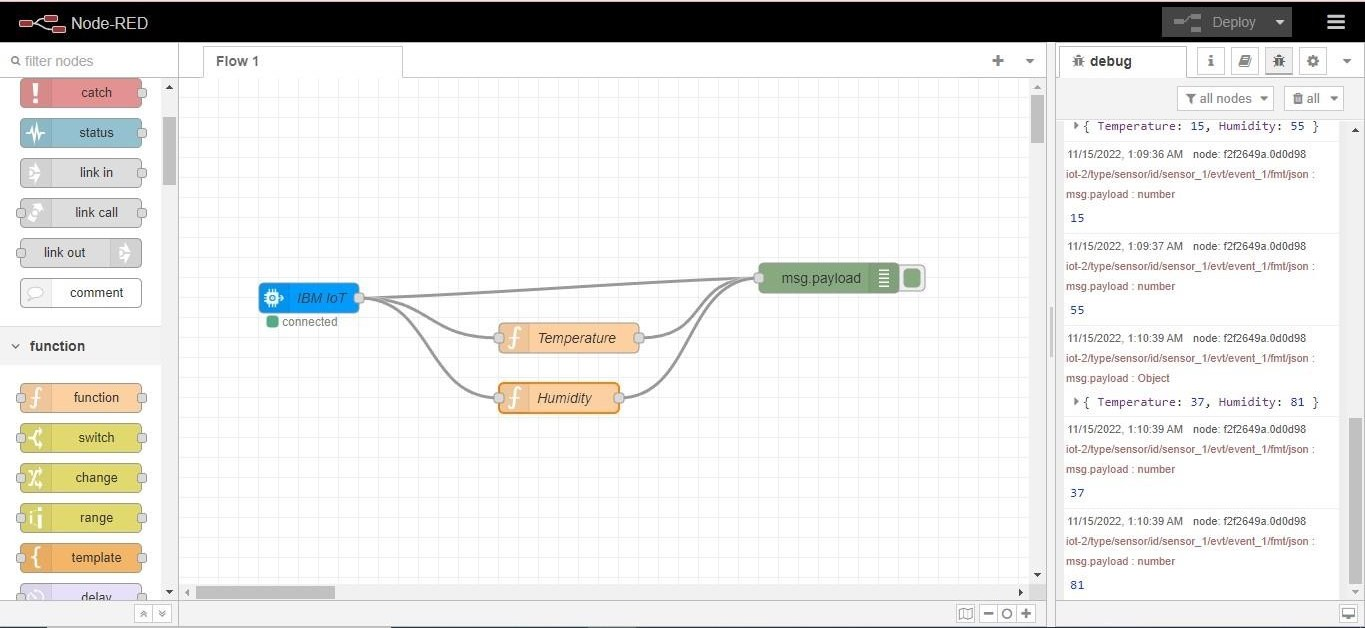 Node-RED
Deploy
filter nodes
catch
status
link in
link call
link out
comment
function
function
switch
change
range
template
delay
Flow 1
IBM IoT
connected
Temperature
Humidity
msg.payload
debug
all nodes
all
{ Temperature: 15, Humidity: 55 }
11/15/2022, 1:09:36 AM node: f2f2649a.0d0d98
iot-2/type/sensor/id/sensor_1/evt/event_1/fmt/json :
msg.payload : number
15
11/15/2022, 1:09:37 AM node: f2f2649a.0d0d98
iot-2/type/sensor/id/sensor_1/evt/event_1/fmt/json :
msg.payload : number
55
11/15/2022, 1:10:39 AM node: f2f2649a.0d0d98
iot-2/type/sensor/id/sensor_1/evt/event_1/fmt/json :
msg.payload : Object
{ Temperature: 37, Humidity: 81 }
11/15/2022, 1:10:39 AM node: f2f2649a.0d0d98
iot-2/type/sensor/id/sensor_1/evt/event_1/fmt/json :
msg.payload : number
37
11/15/2022, 1:10:39 AM node: f2f2649a.0d0d98
iot-2/type/sensor/id/sensor_1/evt/event_1/fmt/json :
msg.payload : number
81